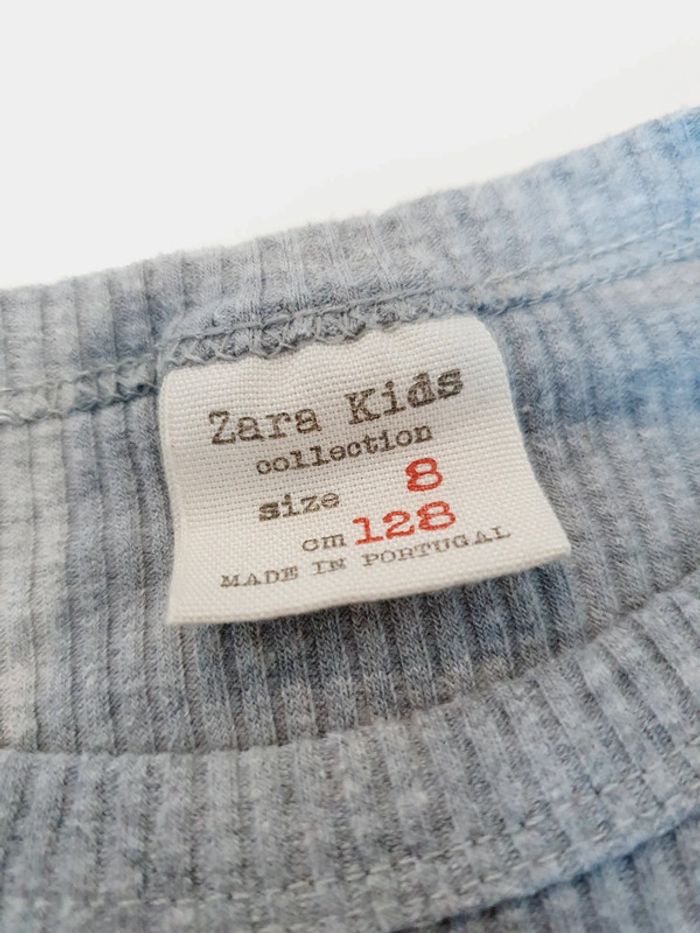 Zara Kids
collection
size 8
cm 128
MADE IN PORTUGAL